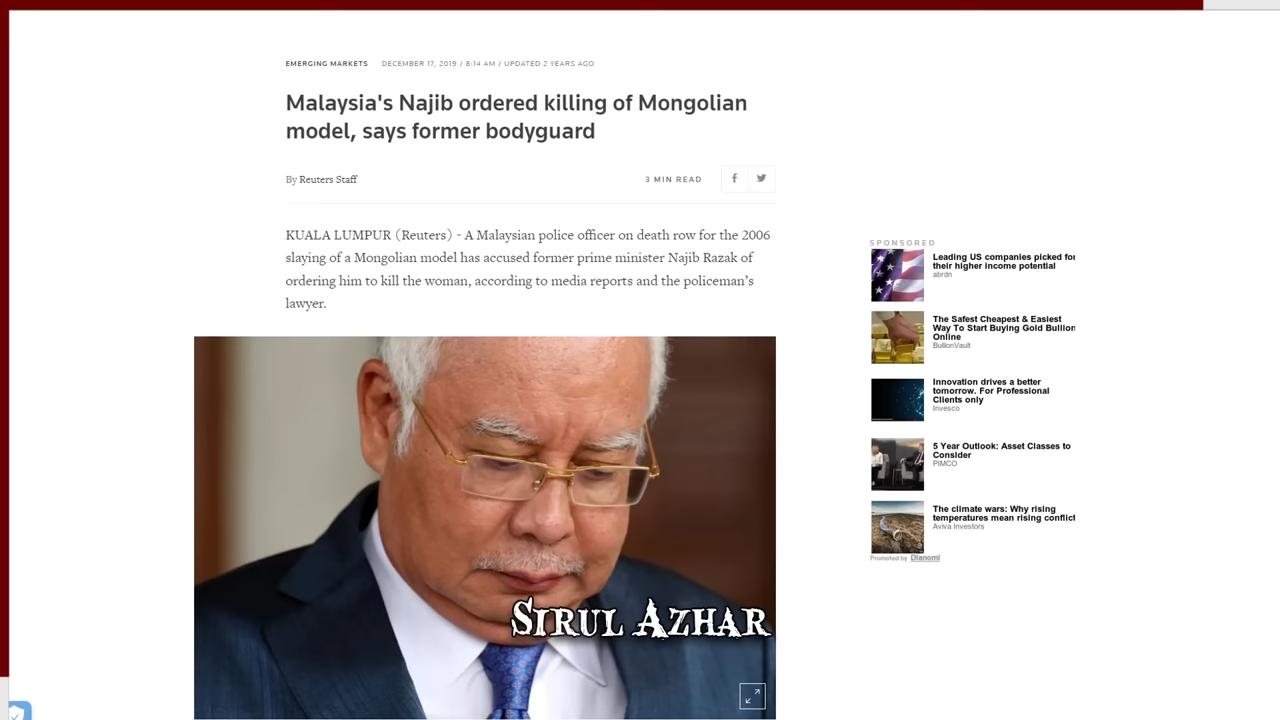 EMERGING MARKETS DECEMBER 17, 2019 / 8:14 AM / UPDATED 2 YEARS AGO
Malaysia's Najib ordered killing of Mongolian
model, says former bodyguard
By Reuters Staff
3 MIN READ
KUALA LUMPUR (Reuters) - A Malaysian police officer on death row for the 2006
slaying of a Mongolian model has accused former prime minister Najib Razak of
ordering him to kill the woman, according to media reports and the policeman’s
lawyer.
SIRUL AZHAR
SPONSORED
Leading US companies picked for
their higher income potential
abrdn
The Safest Cheapest & Easiest
Way To Start Buying Gold Bullion
Online
BullionVault
Innovation drives a better
tomorrow. For Professional
Clients only
Invesco
5 Year Outlook: Asset Classes to
Consider
PIMCO
The climate wars: Why rising
temperatures mean rising conflict
Aviva Investors
Promoted by Dianomi